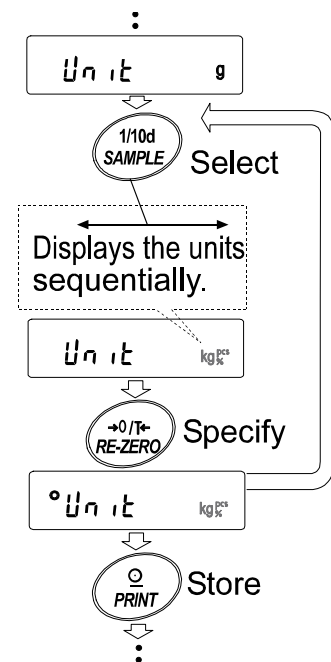 Unit g
1/10d
SAMPLE
Select
Displays the units
sequentially.
Unit kg pcs %
→0/T←
RE-ZERO
Specify
°Unit kg pcs %
PRINT
Store